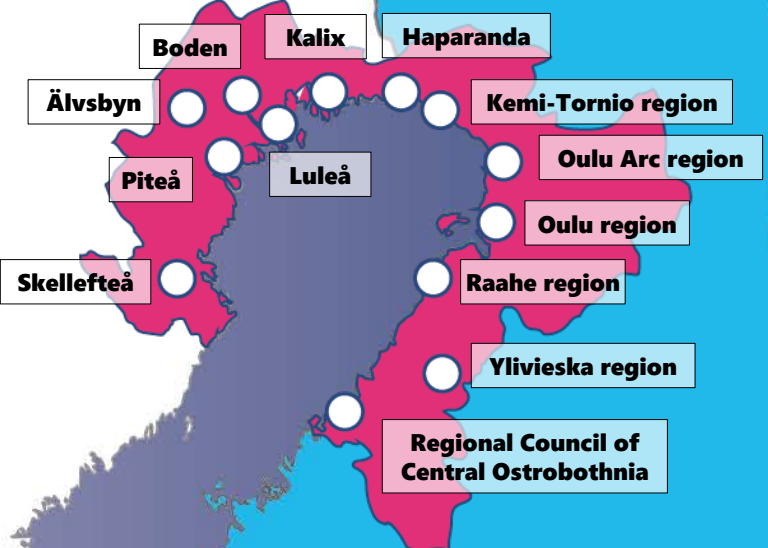 Kalix
Haparanda
Boden
Älvsbyn
Kemi-Tornio region
Oulu Arc region
Piteå
Luleå
Oulu region
Skellefteå
Raahe region
Ylivieska region
Regional Council of
Central Ostrobothnia